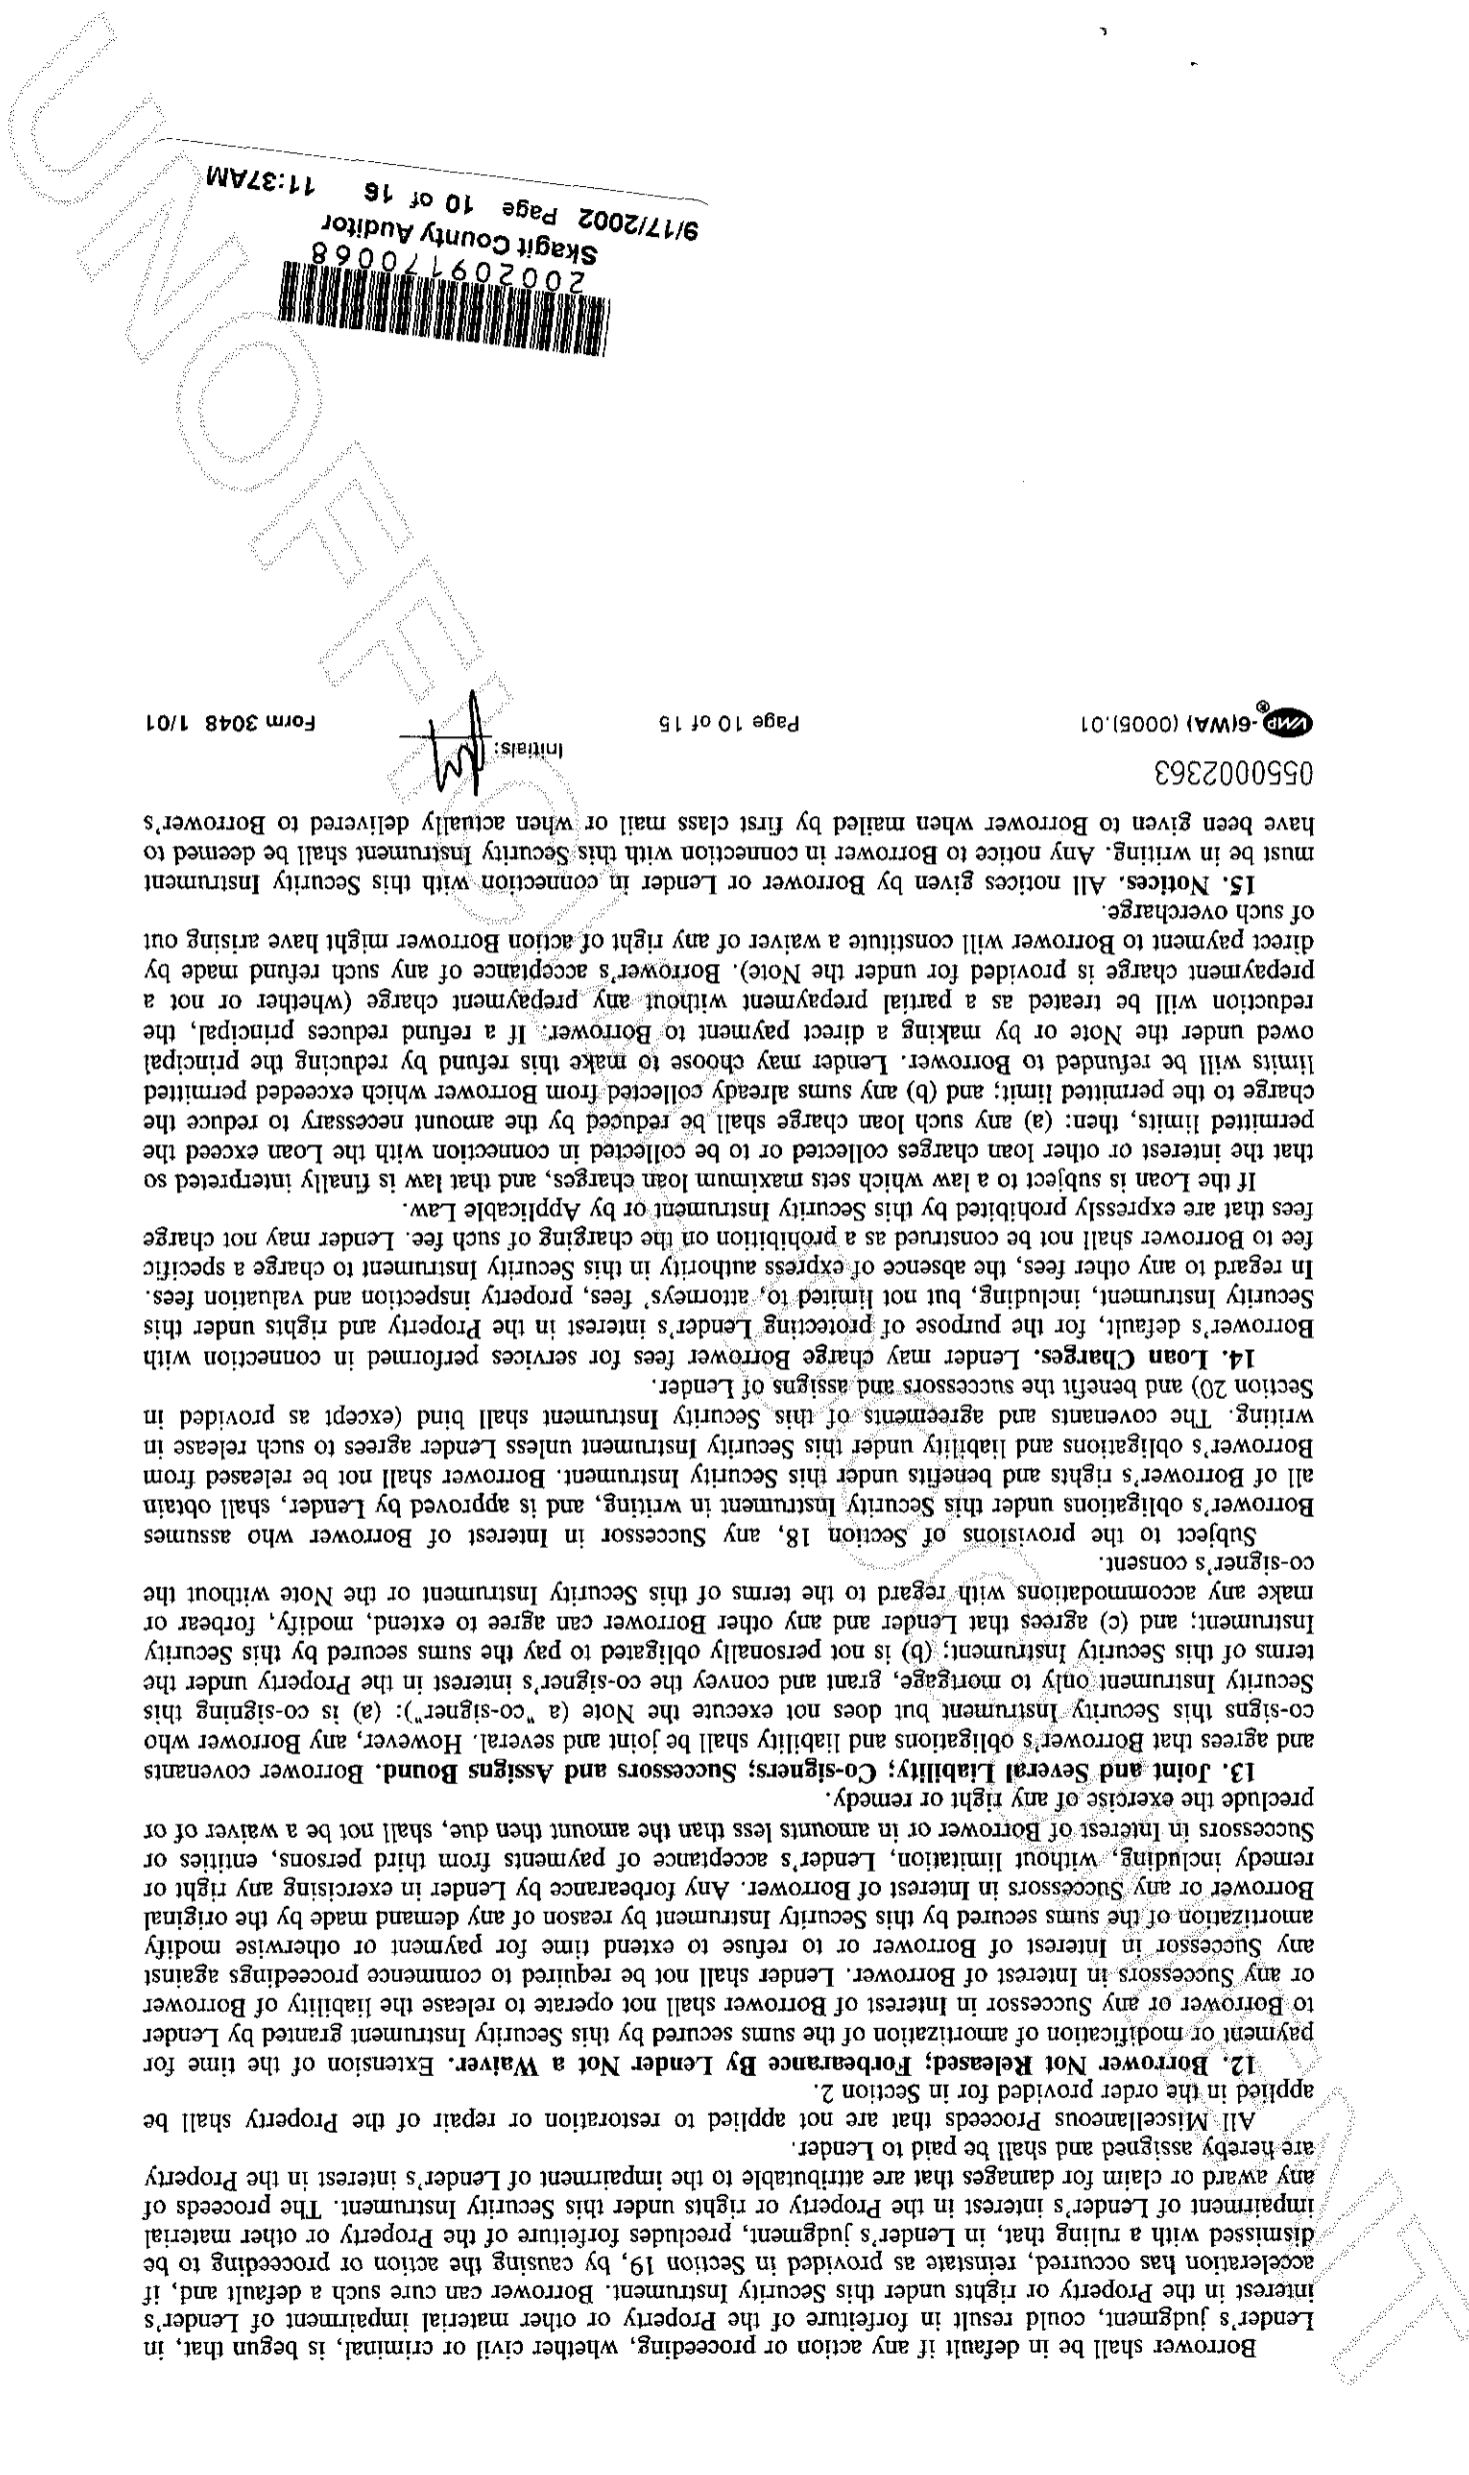 Borrower shall be in default if any action or proceeding, whether civil or criminal, is begun that, in
Lender's judgment, could result in forfeiture of the Property or other material impairment of Lender's
interest in the Property or rights under this Security Instrument. Borrower can cure such a default and, if
acceleration has occurred, reinstate as provided in Section 19, by causing the action or proceeding to be
dismissed with a ruling that, in Lender's judgment, precludes forfeiture of the Property or other material
impairment of Lender's interest in the Property or rights under this Security Instrument. The proceeds of
any award or claim for damages that are attributable to the impairment of Lender's interest in the Property
are hereby assigned and shall be paid to Lender.
All Miscellaneous Proceeds that are not applied to restoration or repair of the Property shall be
applied in the order provided for in Section 2.
12. Borrower Not Released; Forbearance By Lender Not a Waiver. Extension of the time for
payment or modification of amortization of the sums secured by this Security Instrument granted by Lender
to Borrower or any Successor in Interest of Borrower shall not operate to release the liability of Borrower
or any Successors in Interest of Borrower. Lender shall not be required to commence proceedings against
any Successor in Interest of Borrower or to refuse to extend time for payment or otherwise modify
amortization of the sums secured by this Security Instrument by reason of any demand made by the original
Borrower or any Successors in Interest of Borrower. Any forbearance by Lender in exercising any right or
remedy including, without limitation, Lender's acceptance of payments from third persons, entities or
Successors in Interest of Borrower or in amounts less than the amount then due, shall not be a waiver of or
preclude the exercise of any right or remedy.
13. Joint and Several Liability; Co-signers; Successors and Assigns Bound. Borrower covenants
and agrees that Borrower's obligations and liability shall be joint and several. However, any Borrower who
co-signs this Security Instrument but does not execute the Note (a "co-signer"): (a) is co-signing this
Security Instrument only to mortgage, grant and convey the co-signer's interest in the Property under the
terms of this Security Instrument; (b) is not personally obligated to pay the sums secured by this Security
Instrument; and (c) agrees that Lender and any other Borrower can agree to extend, modify, forbear or
make any accommodations with regard to the terms of this Security Instrument or the Note without the
co-signer's consent.
Subject to the provisions of Section 18, any Successor in Interest of Borrower who assumes
Borrower's obligations under this Security Instrument in writing, and is approved by Lender, shall obtain
all of Borrower's rights and benefits under this Security Instrument. Borrower shall not be released from
Borrower's obligations and liability under this Security Instrument unless Lender agrees to such release in
writing. The covenants and agreements of this Security Instrument shall bind (except as provided in
Section 20) and benefit the successors and assigns of Lender.
14. Loan Charges. Lender may charge Borrower fees for services performed in connection with
Borrower's default, for the purpose of protecting Lender's interest in the Property and rights under this
Security Instrument, including, but not limited to, attorneys' fees, property inspection and valuation fees.
In regard to any other fees, the absence of express authority in this Security Instrument to charge a specific
fee to Borrower shall not be construed as a prohibition on the charging of such fee. Lender may not charge
fees that are expressly prohibited by this Security Instrument or by Applicable Law.
If the Loan is subject to a law which sets maximum loan charges, and that law is finally interpreted so
that the interest or other loan charges collected or to be collected in connection with the Loan exceed the
permitted limits, then: (a) any such loan charge shall be reduced by the amount necessary to reduce the
charge to the permitted limit; and (b) any sums already collected from Borrower which exceeded permitted
limits will be refunded to Borrower. Lender may choose to make this refund by reducing the principal
owed under the Note or by making a direct payment to Borrower. If a refund reduces principal, the
reduction will be treated as a partial prepayment without any prepayment charge (whether or not a
prepayment charge is provided for under the Note). Borrower's acceptance of any such refund made by
direct payment to Borrower will constitute a waiver of any right of action Borrower might have arising out
of such overcharge.
15. Notices. All notices given by Borrower or Lender in connection with this Security Instrument
must be in writing. Any notice to Borrower in connection with this Security Instrument shall be deemed to
have been given to Borrower when mailed by first class mail or when actually delivered to Borrower's
0550002363
Initials:
VMP®-6(WA) (0005).01 Page 10 of 15 Form 3048 1/01
200209170068
Skagit County Auditor
9/17/2002 Page 10 of 16 11:37AM
UNOFFICIAL DOCUMENT